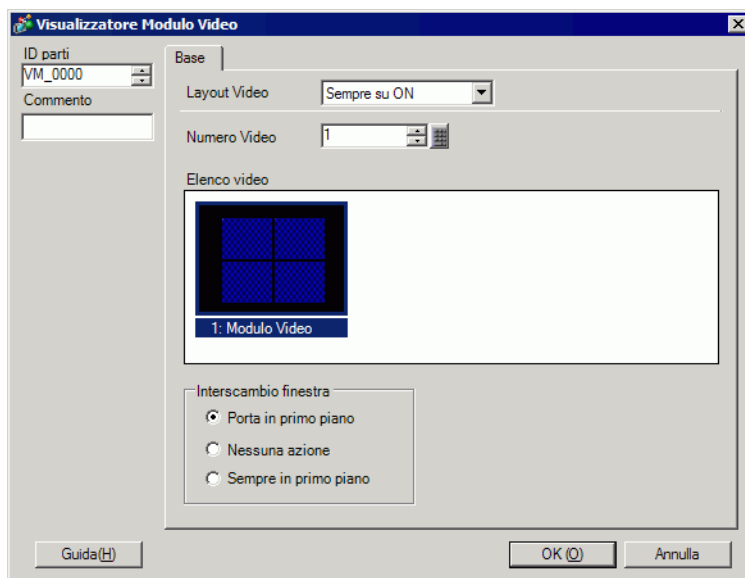 Visualizzatore Modulo Video
ID parti
VM_0000
Commento
Base
Layout Video
Sempre su ON
Numero Video
1
Elenco video
1: Modulo Video
Interscambio finestra
Porta in primo piano
Nessuna azione
Sempre in primo piano
Guida(H)
OK (O)
Annulla